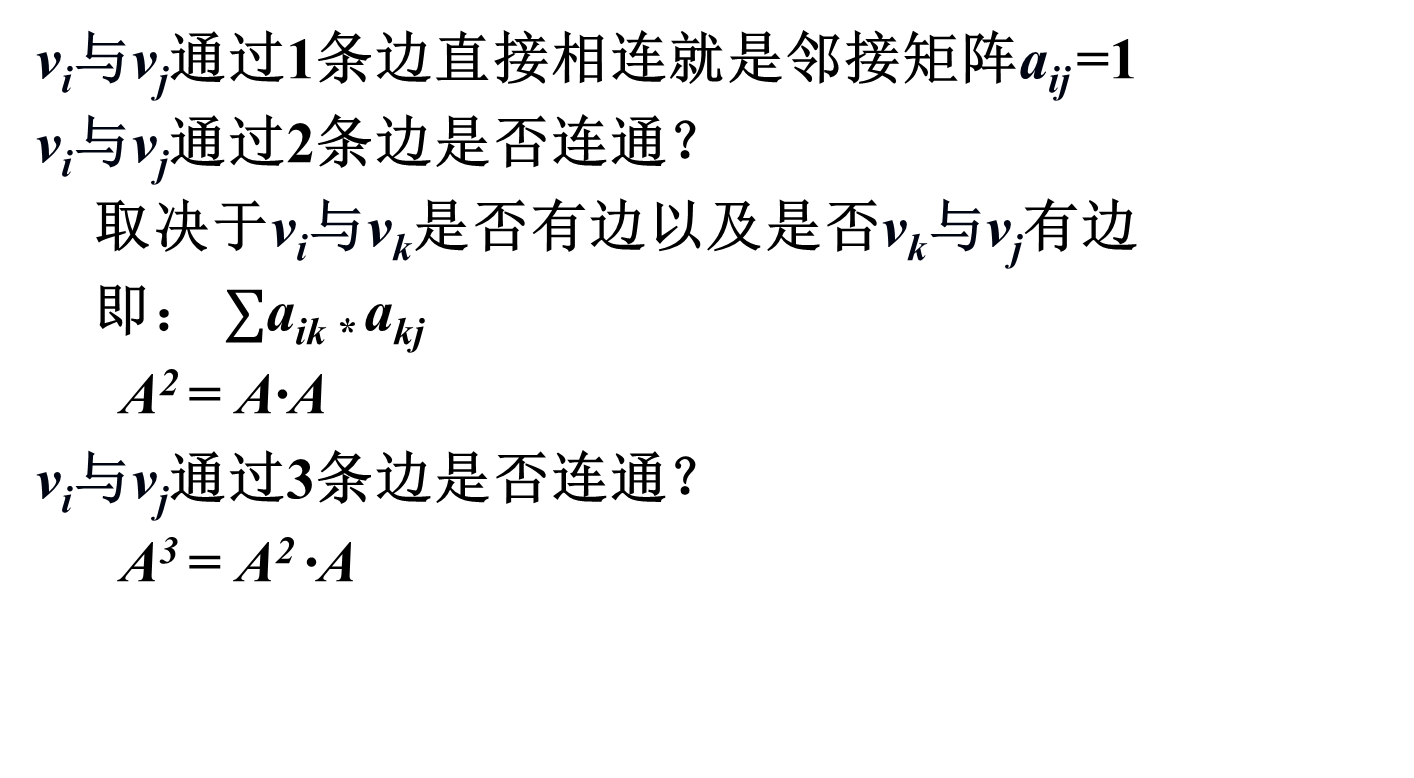 vi与vj通过1条边直接相连就是邻接矩阵aij=1
vi与vj通过2条边是否连通？
取决于vi与vk是否有边以及是否vk与vj有边
即： ∑aik * akj
A² = A·A
vi与vj通过3条边是否连通？
A³ = A² ·A